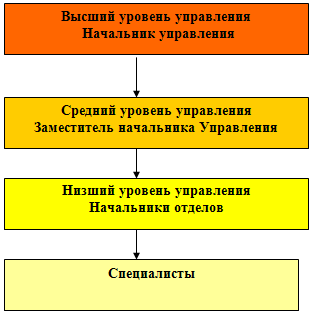 Высший уровень управления
Начальник управления
Средний уровень управления
Заместитель начальника Управления
Низший уровень управления
Начальники отделов
Специалисты